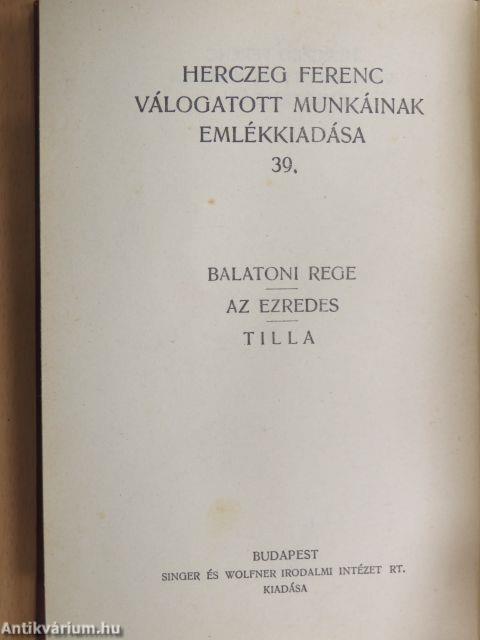 HERCZEG FERENC
VÁLOGATOTT MUNKÁINAK
EMLÉKKIADÁSA
39.
BALATONI REGE
AZ EZREDES
TILLA
BUDAPEST
SINGER ÉS WOLFNER IRODALMI INTÉZET RT.
KIADÁSA
Antikvárium.hu